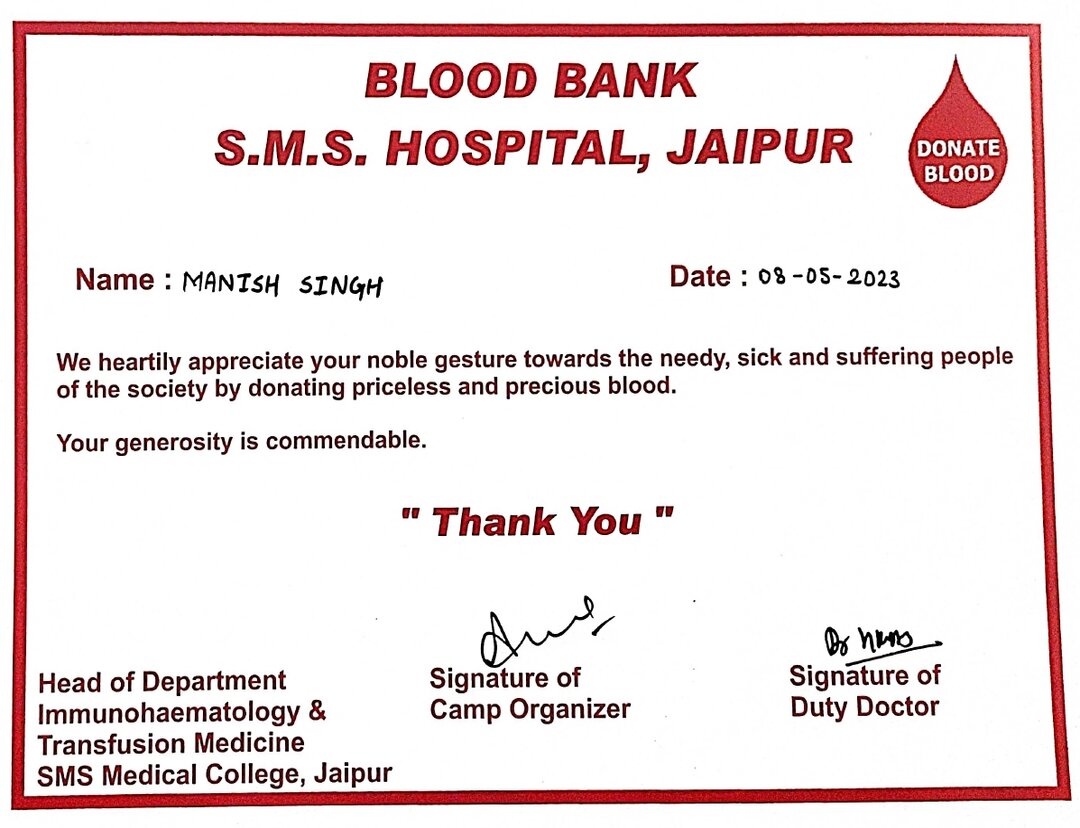 BLOOD BANK
S.M.S. HOSPITAL, JAIPUR
DONATE
BLOOD
Name : MANISH SINGH
Date : 08-05-2023
We heartily appreciate your noble gesture towards the needy, sick and suffering people
of the society by donating priceless and precious blood.
Your generosity is commendable.
" Thank You "
Head of Department
Immunohaematology &
Transfusion Medicine
SMS Medical College, Jaipur
Signature of
Camp Organizer
Dr
Signature of
Duty Doctor